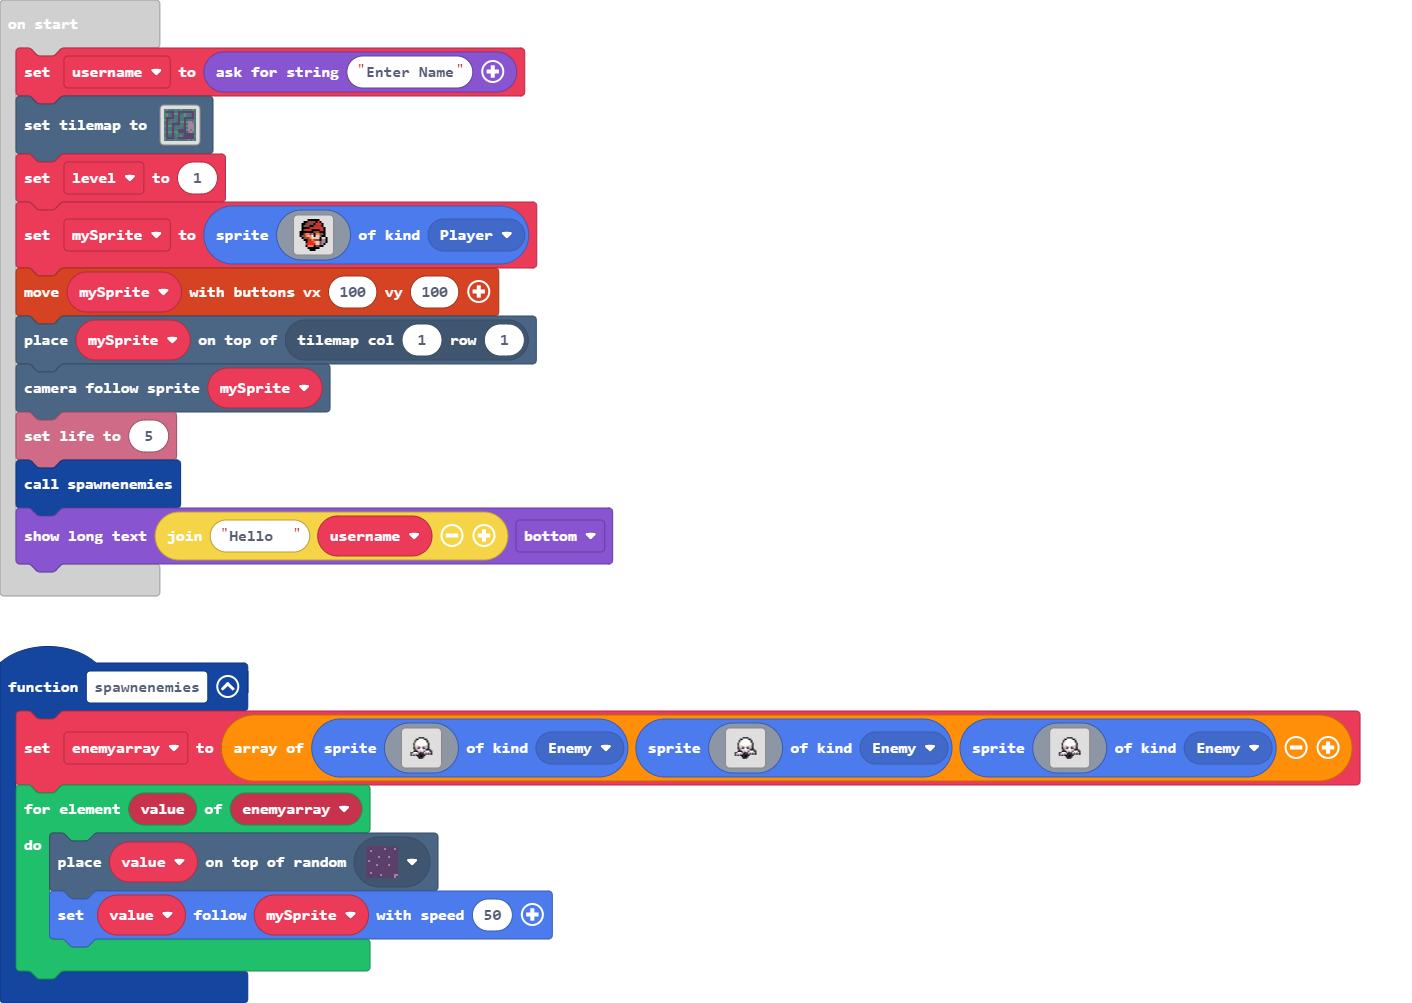 on start
set username to ask for string "Enter Name"
set tilemap to
set level to 1
set mySprite to sprite of kind Player
move mySprite with buttons vx 100 vy 100
place mySprite on top of tilemap col 1 row 1
camera follow sprite mySprite
set life to 5
call spawnenemies
show long text join "Hello " username bottom
function spawnenemies
set enemyarray to array of sprite of kind Enemy sprite of kind Enemy sprite of kind Enemy
for element value of enemyarray
do
place value on top of random
set value follow mySprite with speed 50